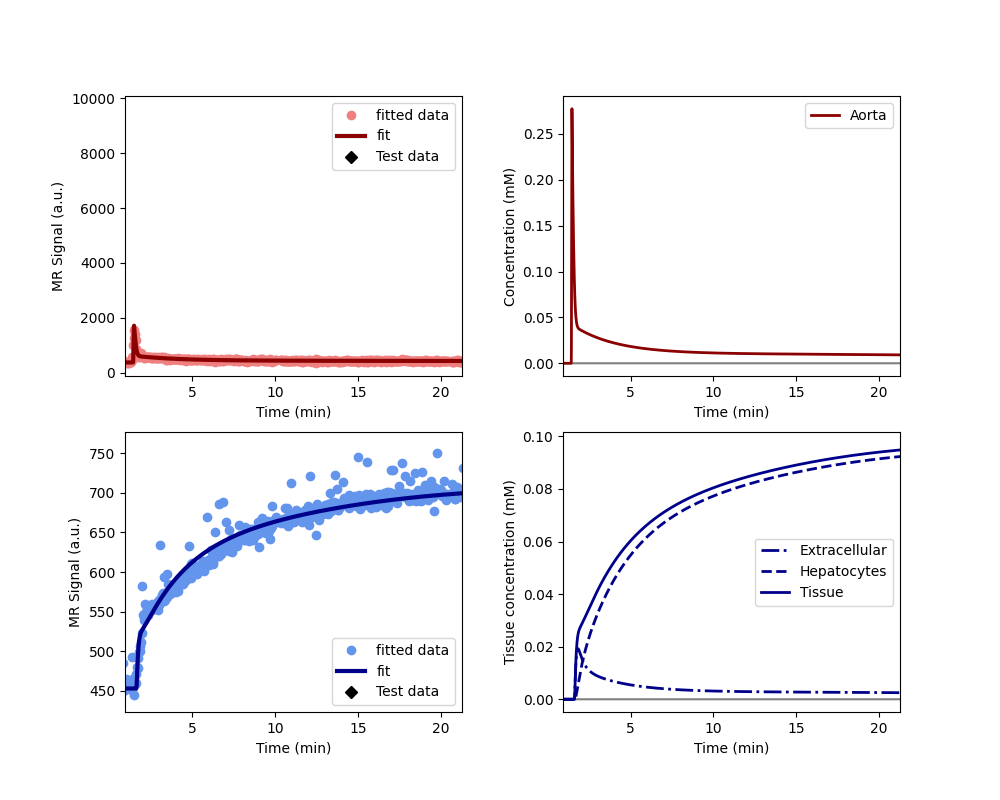 10000
8000
6000
4000
2000
0
MR Signal (a.u.)
fitted data
fit
Test data
5 10 15 20
Time (min)
0.25
0.20
0.15
0.10
0.05
0.00
Concentration (mM)
Aorta
5 10 15 20
Time (min)
750
700
650
600
550
500
450
MR Signal (a.u.)
fitted data
fit
Test data
5 10 15 20
Time (min)
0.10
0.08
0.06
0.04
0.02
0.00
Tissue concentration (mM)
Extracellular
Hepatocytes
Tissue
5 10 15 20
Time (min)